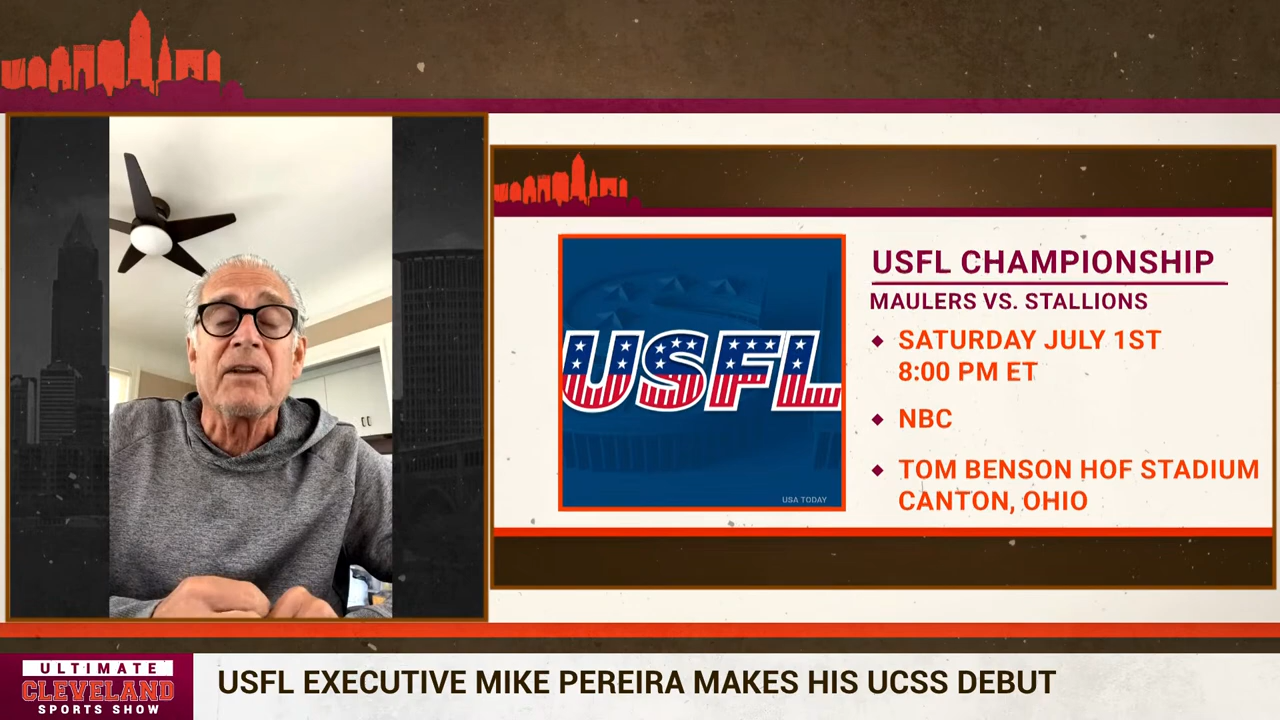 USFL
USA TODAY
USFL CHAMPIONSHIP
MAULERS VS. STALLIONS
SATURDAY JULY 1ST
8:00 PM ET
NBC
TOM BENSON HOF STADIUM
CANTON, OHIO
ULTIMATE
CLEVELAND
SPORTS SHOW
USFL EXECUTIVE MIKE PEREIRA MAKES HIS UCSS DEBUT